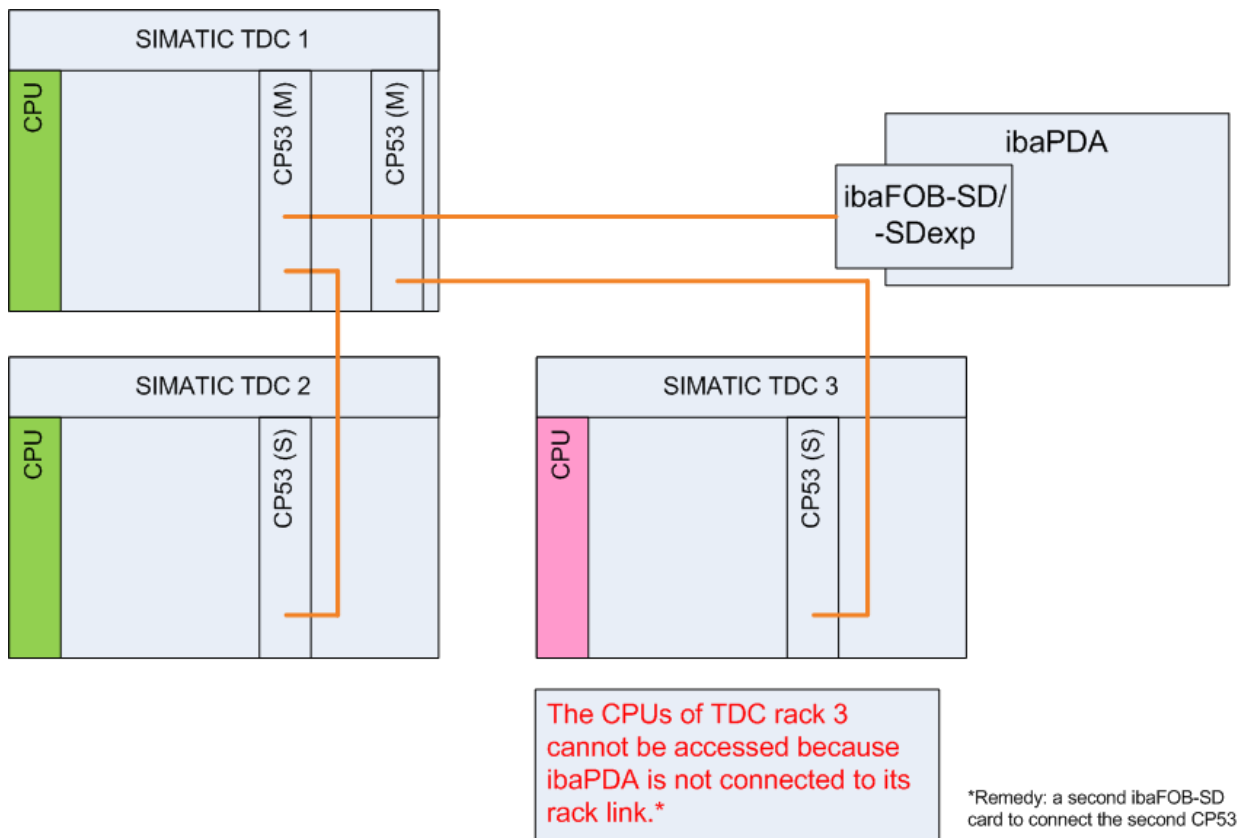 SIMATIC TDC 1
CPU
CP53 (M)
CP53 (M)
ibaPDA
ibaFOB-SD/
-SDexp
SIMATIC TDC 2
CPU
CP53 (S)
SIMATIC TDC 3
CPU
CP53 (S)
The CPUs of TDC rack 3
cannot be accessed because
ibaPDA is not connected to its
rack link.*
*Remedy: a second ibaFOB-SD
card to connect the second CP53